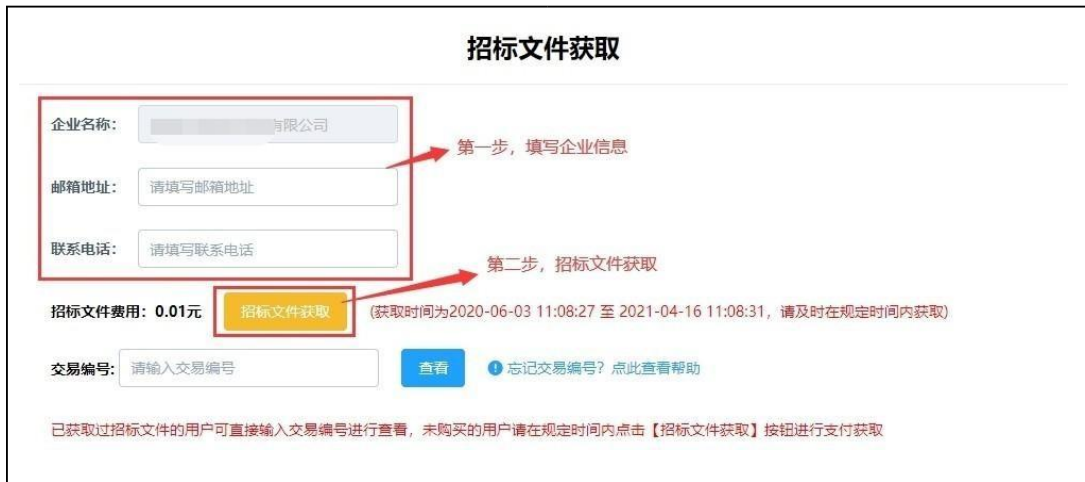 招标文件获取
企业名称： 有限公司
第一步，填写企业信息
邮箱地址： 请填写邮箱地址
联系电话： 请填写联系电话
第二步，招标文件获取
招标文件费用：0.01元 招标文件获取 (获取时间为2020-06-03 11:08:27 至 2021-04-16 11:08:31，请及时在规定时间内获取)
交易编号: 请输入交易编号 查看 忘记交易编号？点此查看帮助
已获取过招标文件的用户可直接输入交易编号进行查看，未购买的用户请在规定时间内点击【招标文件获取】按钮进行支付获取